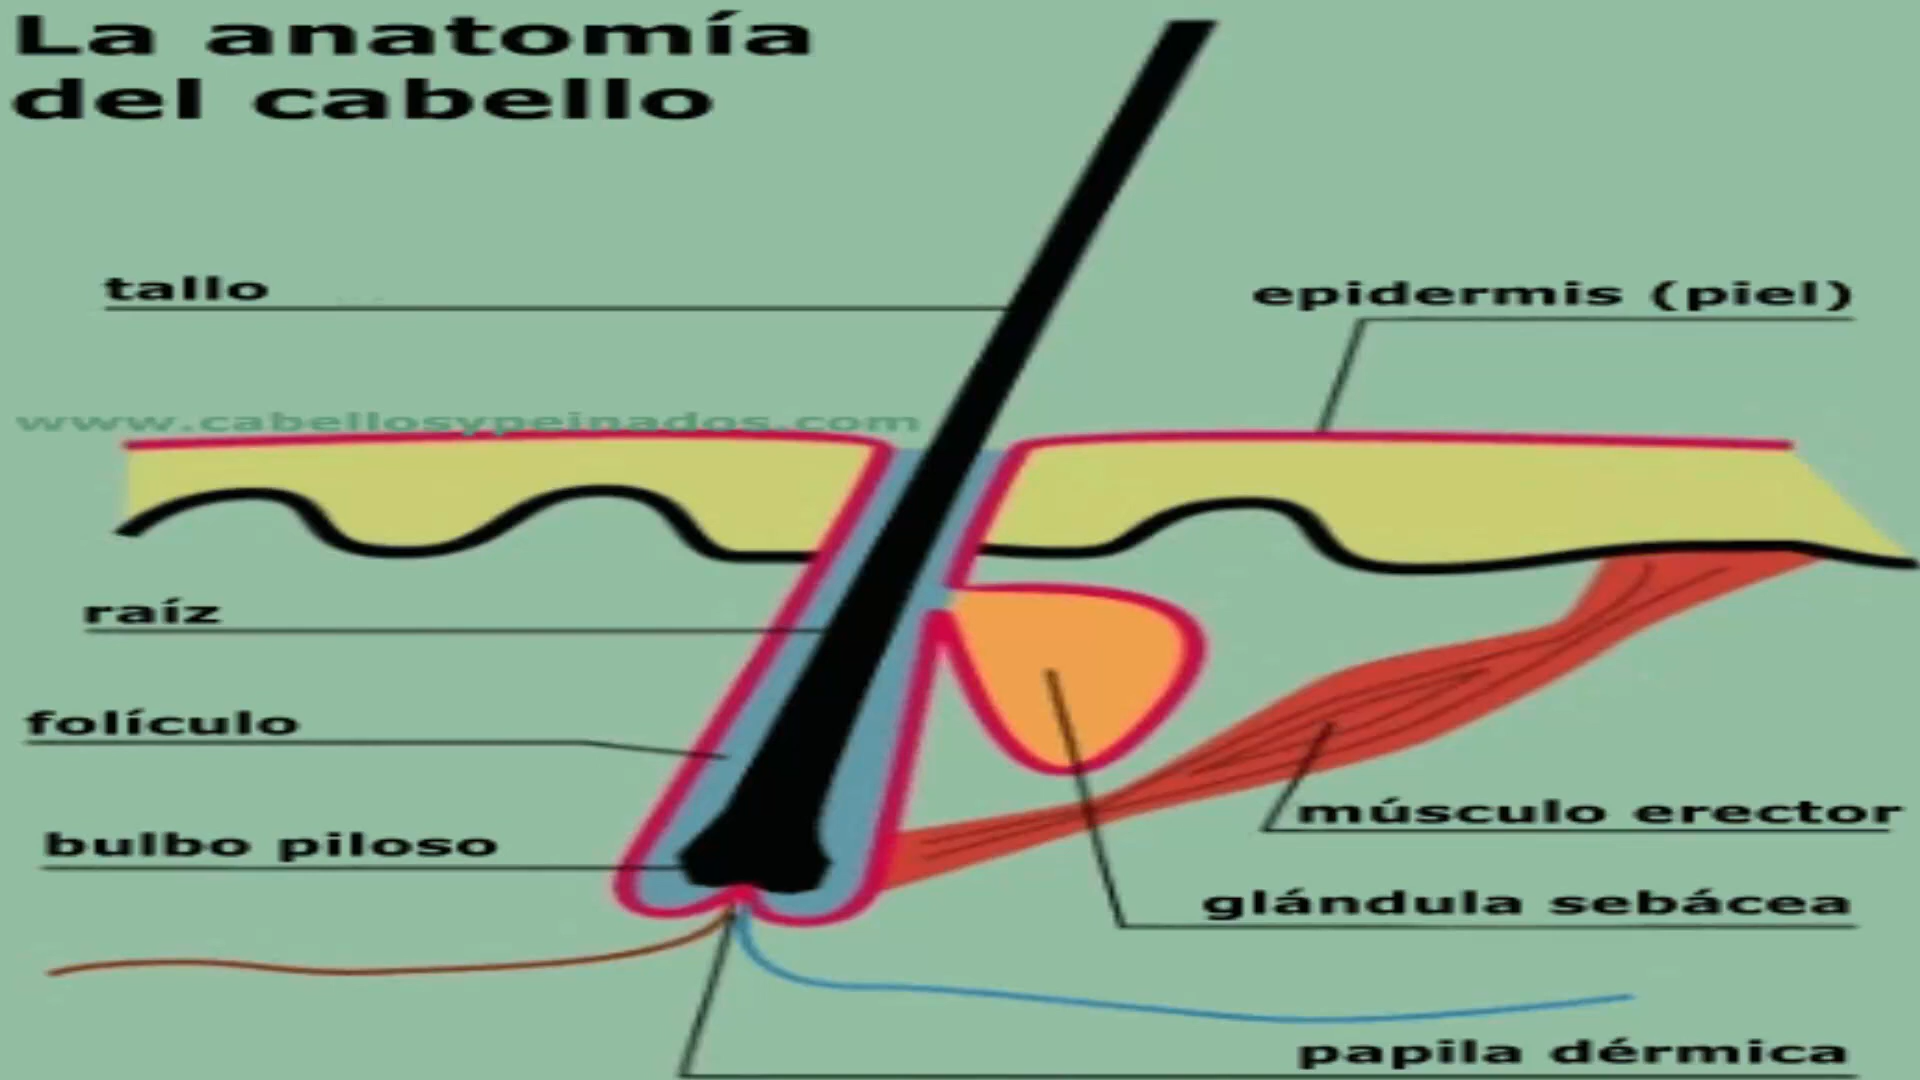 La anatomía
del cabello
tallo
epidermis (piel)
www.cabellosypeinados.com
raíz
folículo
bulbo piloso
músculo erector
glándula sebácea
papila dérmica